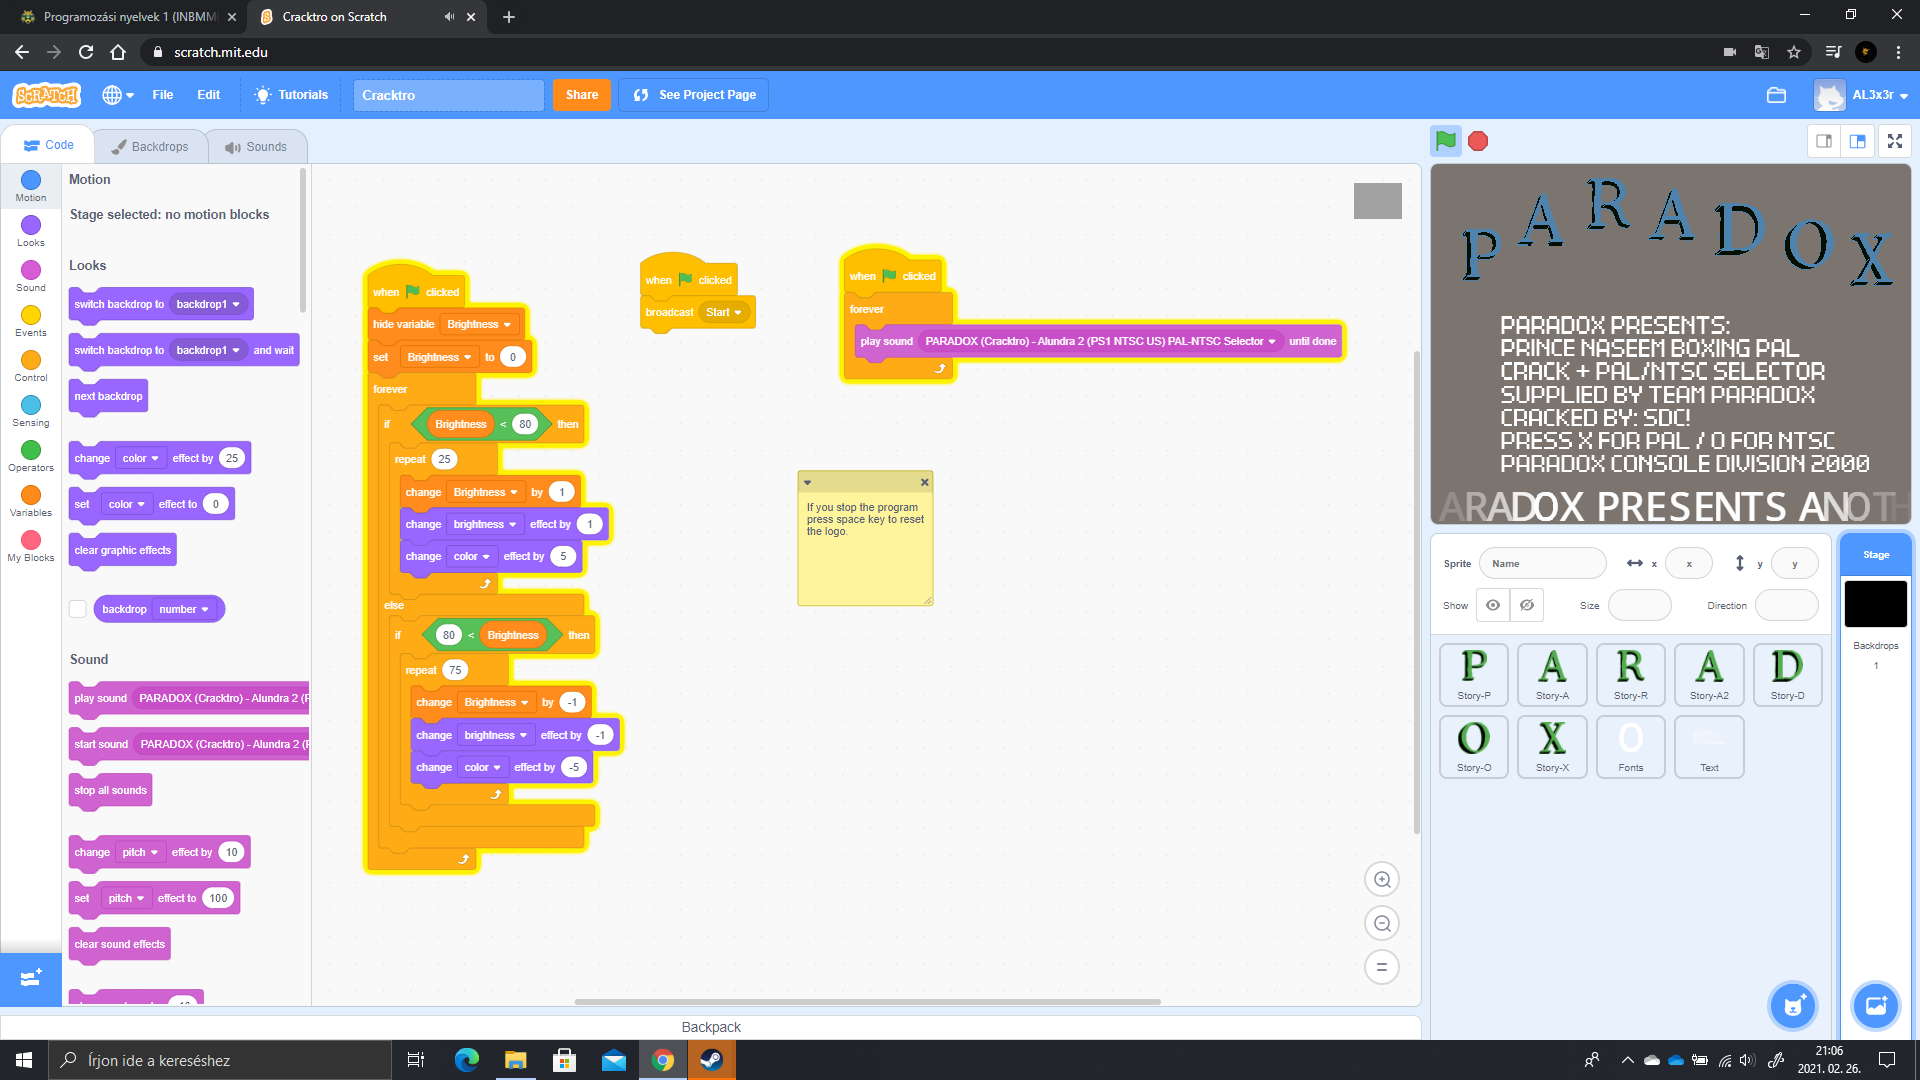 Programozási nyelvek 1 (INBMM
Cracktro on Scratch
scratch.mit.edu
SCRATCH
File
Edit
Tutorials
Cracktro
Share
See Project Page
AL3x3r
Code
Backdrops
Sounds
Motion
Looks
Sound
Events
Control
Sensing
Operators
Variables
My Blocks
Motion
Stage selected: no motion blocks
Looks
switch backdrop to backdrop1
switch backdrop to backdrop1 and wait
next backdrop
change color effect by 25
set color effect to 0
clear graphic effects
backdrop number
Sound
play sound PARADOX (Cracktro) - Alundra 2 (P
start sound PARADOX (Cracktro) - Alundra 2 (P
stop all sounds
change pitch effect by 10
set pitch effect to 100
clear sound effects
when clicked
hide variable Brightness
set Brightness to 0
forever
if Brightness < 80 then
repeat 25
change Brightness by 1
change brightness effect by 1
change color effect by 5
else
if 80 < Brightness then
repeat 75
change Brightness by -1
change brightness effect by -1
change color effect by -5
when clicked
broadcast Start
when clicked
forever
play sound PARADOX (Cracktro) - Alundra 2 (PS1 NTSC US) PAL-NTSC Selector until done
If you stop the program
press space key to reset
the logo.
Backpack
PARADOX
PARADOX PRESENTS:
PRINCE NASEEM BOXING PAL
CRACK + PAL/NTSC SELECTOR
SUPPLIED BY TEAM PARADOX
CRACKED BY: SDC!
PRESS X FOR PAL / O FOR NTSC
PARADOX CONSOLE DIVISION 2000
ARADOX PRESENTS ANOTH
Sprite
Name
x
x
y
y
Show
Size
Direction
Stage
Backdrops
1
P
Story-P
A
Story-A
R
Story-R
A
Story-A2
D
Story-D
O
Story-O
X
Story-X
O
Fonts
Text
Írjon ide a kereséshez
21:06
2021. 02. 26.